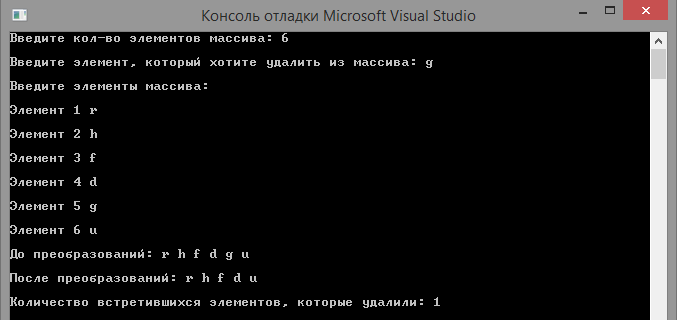 Консоль отладки Microsoft Visual Studio
Введите кол-во элементов массива: 6
Введите элемент, который хотите удалить из массива: g
Введите элементы массива:
Элемент 1 r
Элемент 2 h
Элемент 3 f
Элемент 4 d
Элемент 5 g
Элемент 6 u
До преобразований: r h f d g u
После преобразований: r h f d u
Количество встретившихся элементов, которые удалили: 1